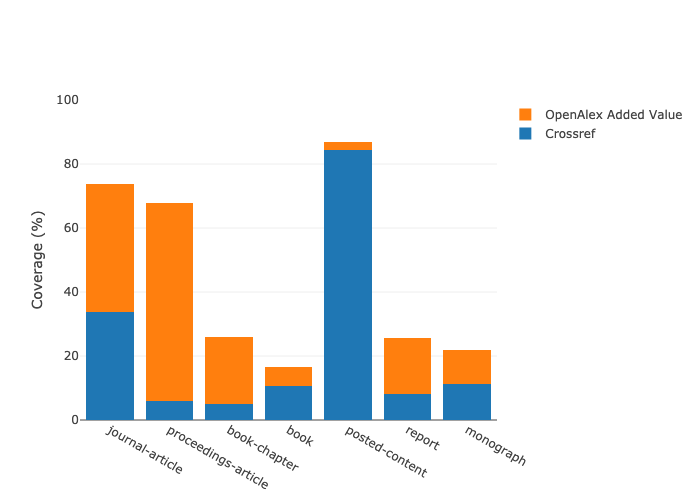 100
80
60
40
20
0
Coverage (%)
journal-article
proceedings-article
book-chapter
book
posted-content
report
monograph
OpenAlex Added Value
Crossref